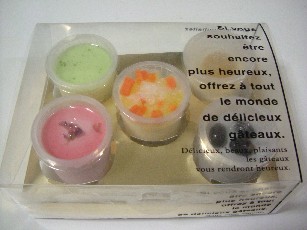 Si vous
souhaitez
être
encore
plus heureux,
offrez à tout
le monde
de délicieux
gâteaux.
Délicieux, beaux, plaisants
les gâteaux
vous rendront heureux.